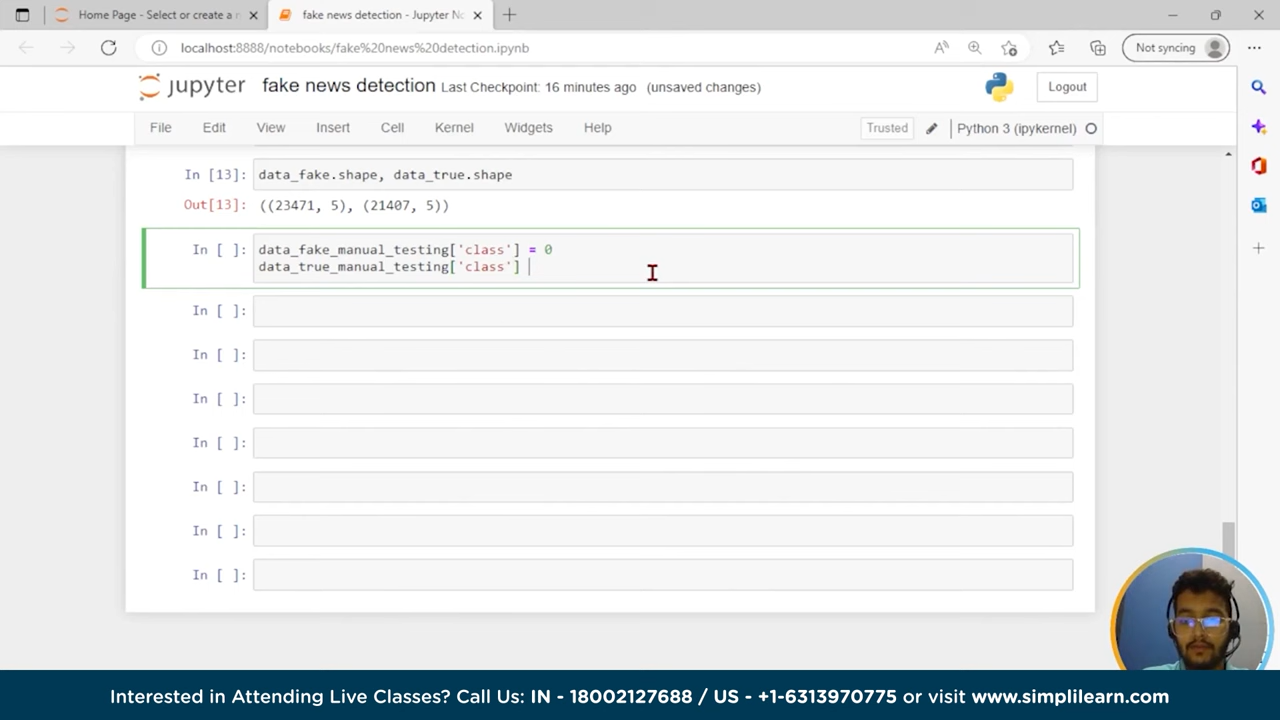 Home Page - Select or create a n
fake news detection - Jupyter No
localhost:8888/notebooks/fake%20news%20detection.ipynb
Not syncing
jupyter fake news detection Last Checkpoint: 16 minutes ago (unsaved changes)
Logout
File Edit View Insert Cell Kernel Widgets Help
Trusted
Python 3 (ipykernel)
In [13]: data_fake.shape, data_true.shape
Out[13]: ((23471, 5), (21407, 5))
In [ ]: data_fake_manual_testing['class'] = 0
data_true_manual_testing['class']
In [ ]:
In [ ]:
In [ ]:
In [ ]:
In [ ]:
In [ ]:
In [ ]:
Interested in Attending Live Classes? Call Us: IN - 18002127688 / US - +1-6313970775 or visit www.simplilearn.com